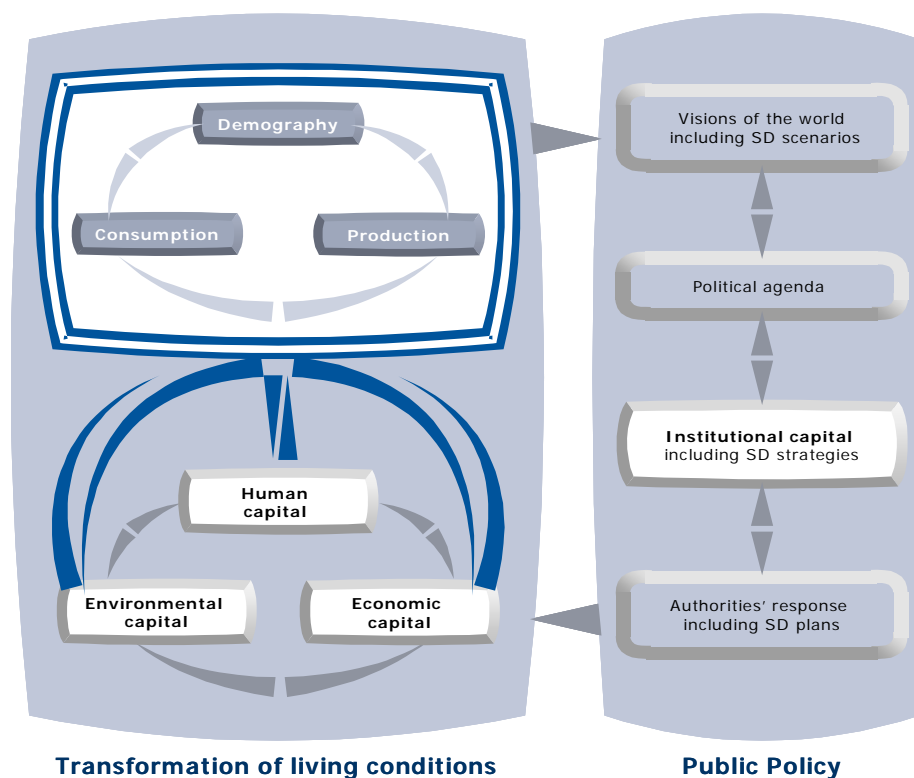 Demography
Consumption
Production
Human
capital
Environmental
capital
Economic
capital
Transformation of living conditions
Visions of the world
including SD scenarios
Political agenda
Institutional capital
including SD strategies
Authorities' response
including SD plans
Public Policy